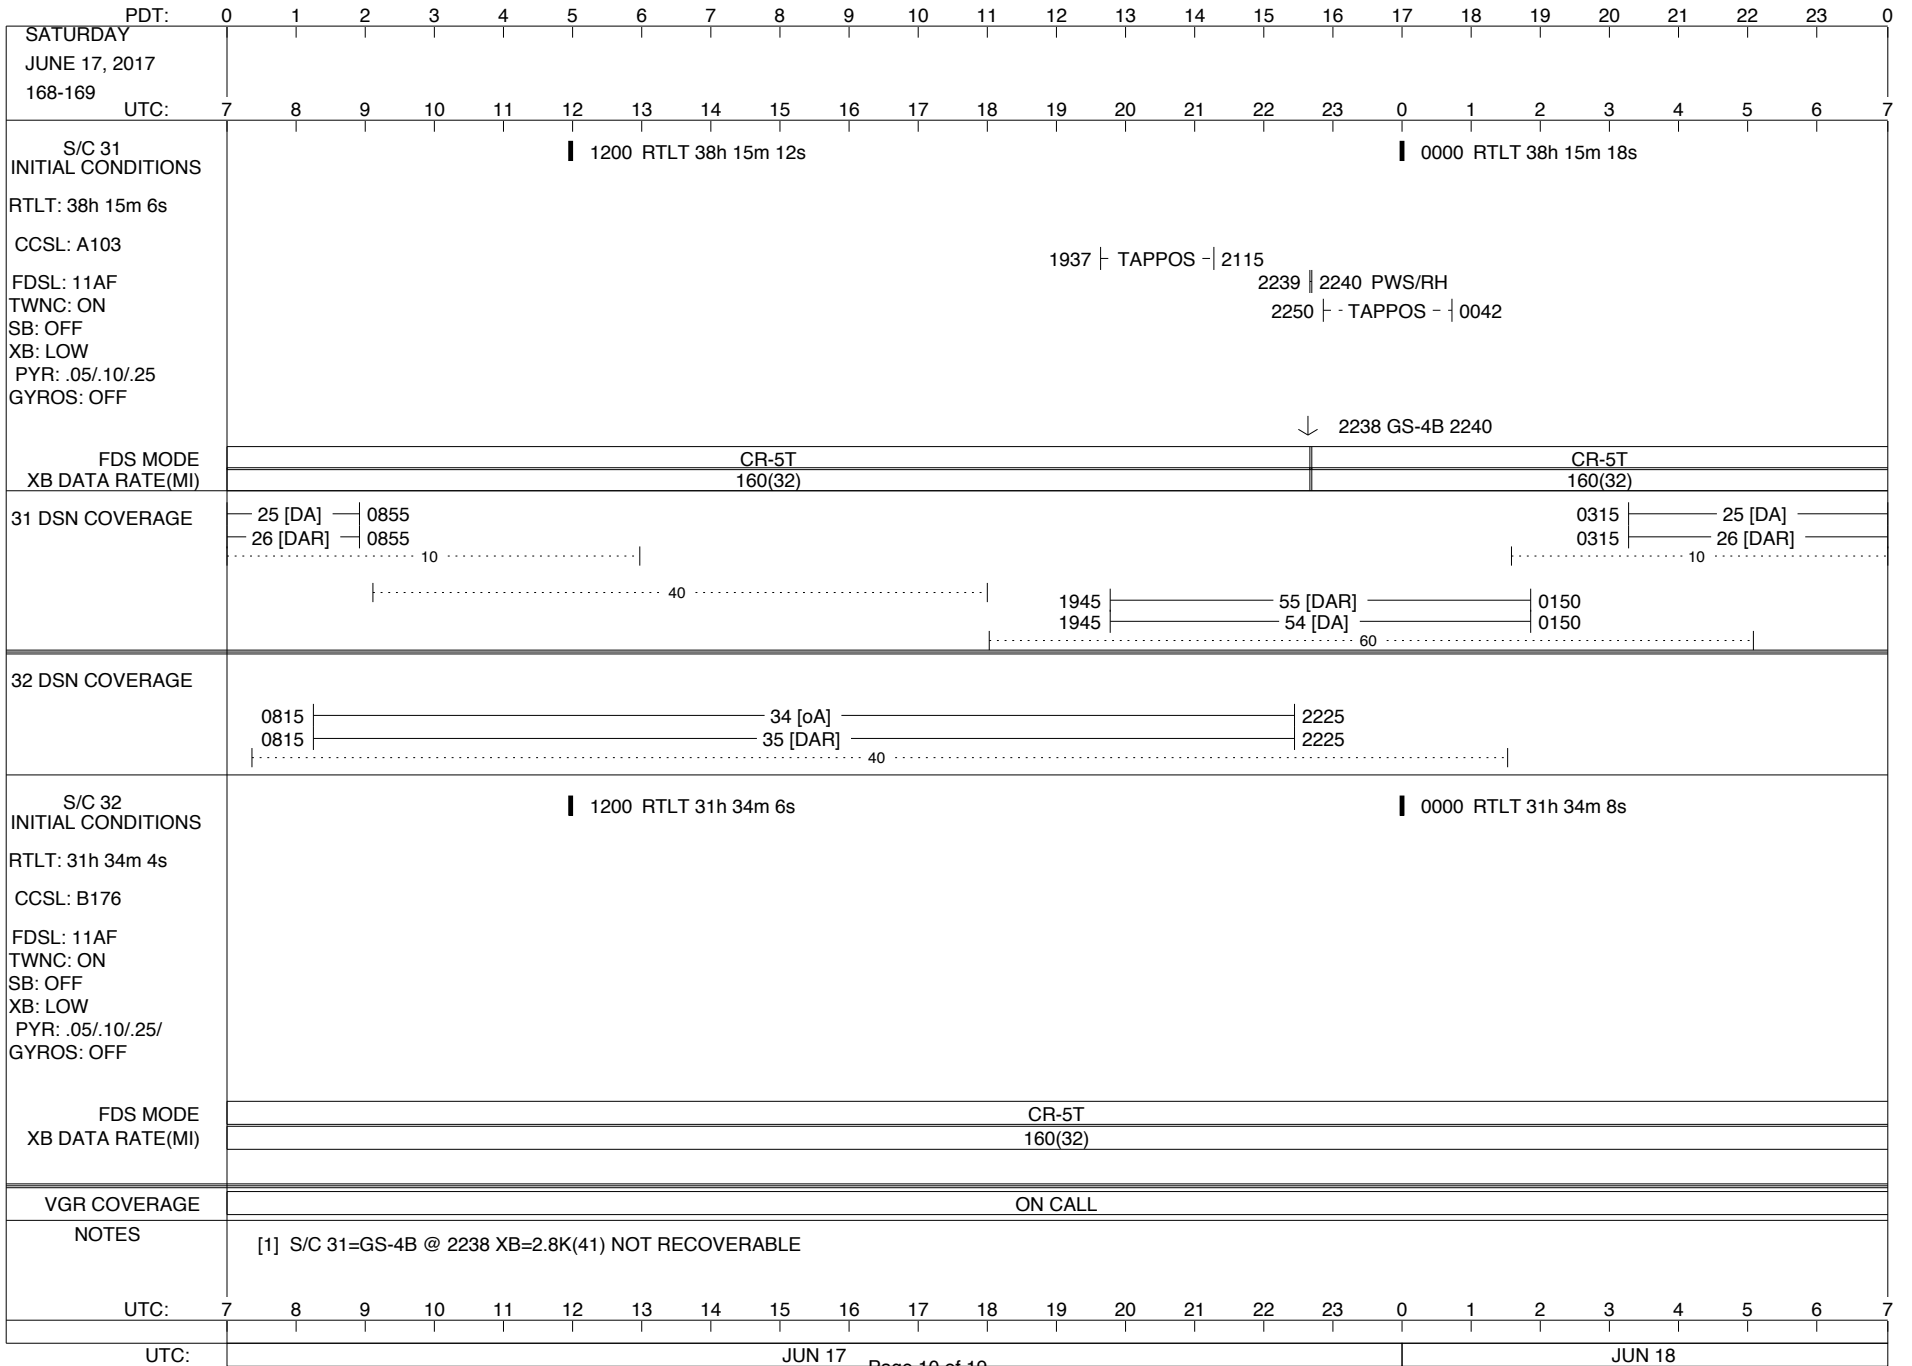 PDT: 0 1 2 3 4 5 6 7 8 9 10 11 12 13 14 15 16 17 18 19 20 21 22 23 0
SATURDAY
JUNE 17, 2017
168-169
UTC: 7 8 9 10 11 12 13 14 15 16 17 18 19 20 21 22 23 0 1 2 3 4 5 6 7
S/C 31
INITIAL CONDITIONS
1200 RTLT 38h 15m 12s
0000 RTLT 38h 15m 18s
RTLT: 38h 15m 6s
CCSL: A103
1937 TAPPOS 2115
FDSL: 11AF
2239 2240 PWS/RH
TWNC: ON
2250 TAPPOS 0042
SB: OFF
XB: LOW
PYR: .05/.10/.25
GYROS: OFF
2238 GS-4B 2240
FDS MODE CR-5T CR-5T
XB DATA RATE(MI) 160(32) 160(32)
31 DSN COVERAGE
25 [DA] 0855 0315 25 [DA]
26 [DAR] 0855 0315 26 [DAR]
10 10
40
1945 55 [DAR] 0150
1945 54 [DA] 0150
60
32 DSN COVERAGE
0815 34 [oA] 2225
0815 35 [DAR] 2225
40
S/C 32
INITIAL CONDITIONS
1200 RTLT 31h 34m 6s
0000 RTLT 31h 34m 8s
RTLT: 31h 34m 4s
CCSL: B176
FDSL: 11AF
TWNC: ON
SB: OFF
XB: LOW
PYR: .05/.10/.25/
GYROS: OFF
FDS MODE CR-5T
XB DATA RATE(MI) 160(32)
VGR COVERAGE ON CALL
NOTES
[1] S/C 31=GS-4B @ 2238 XB=2.8K(41) NOT RECOVERABLE
UTC: 7 8 9 10 11 12 13 14 15 16 17 18 19 20 21 22 23 0 1 2 3 4 5 6 7
UTC: JUN 17 JUN 18